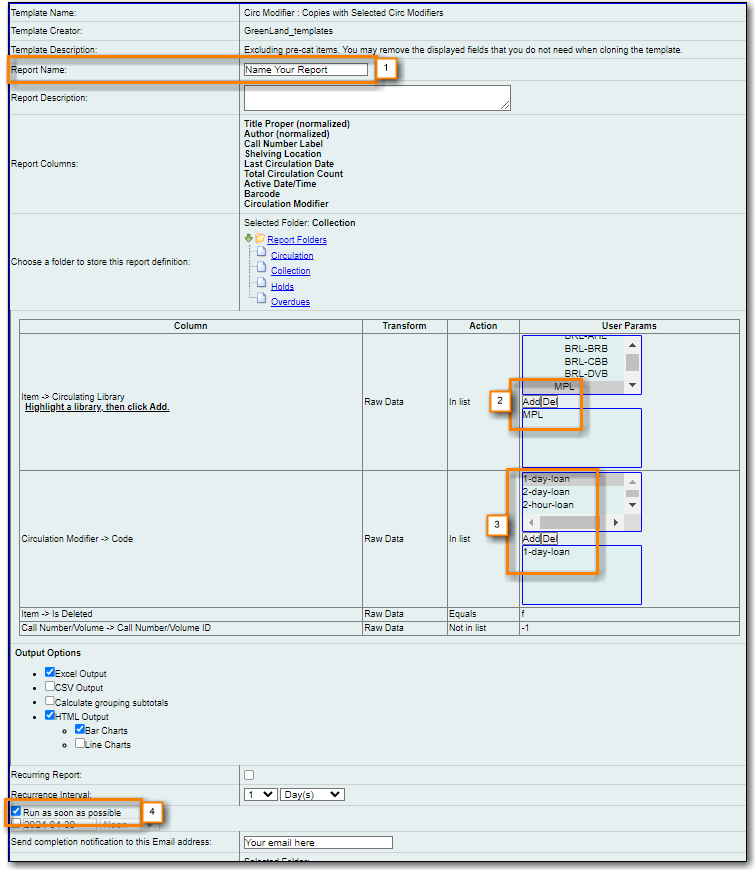 Template Name: Circ Modifier : Copies with Selected Circ Modifiers
Template Creator: GreenLand_templates
Template Description: Excluding pre-cat items. You may remove the displayed fields that you do not need when cloning the template.
Report Name: Name Your Report 1
Report Description:
Report Columns:
Title Proper (normalized)
Author (normalized)
Call Number Label
Shelving Location
Last Circulation Date
Total Circulation Count
Active Date/Time
Barcode
Circulation Modifier
Choose a folder to store this report definition:
Selected Folder: Collection
Report Folders
Circulation
Collection
Holds
Overdues
Column Transform Action User Params
Item -> Circulating Library
Highlight a library, then click Add.
Raw Data In list
BRL-BRB
BRL-CBB
BRL-DVB
MPL
2
Add Del
MPL
Circulation Modifier -> Code Raw Data In list
1-day-loan
2-day-loan
2-hour-loan
3
Add Del
1-day-loan
Item -> Is Deleted Raw Data Equals f
Call Number/Volume -> Call Number/Volume ID Raw Data Not in list -1
Output Options
Excel Output
CSV Output
Calculate grouping subtotals
HTML Output
Bar Charts
Line Charts
Recurring Report:
Recurrence Interval: 1 Day(s)
Run as soon as possible 4
Send completion notification to this Email address: Your email here
Selected Folder: